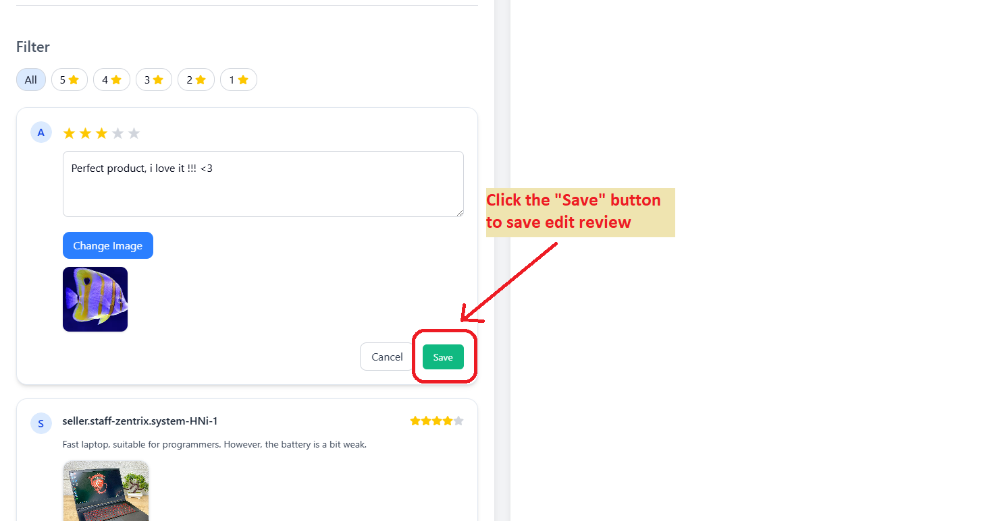 Filter
All 5 4 3 2 1
A
Perfect product, i love it !!! <3
Click the "Save" button
to save edit review
Change Image
Cancel Save
S seller.staff-zentrix.system-HNi-1
Fast laptop, suitable for programmers. However, the battery is a bit weak.